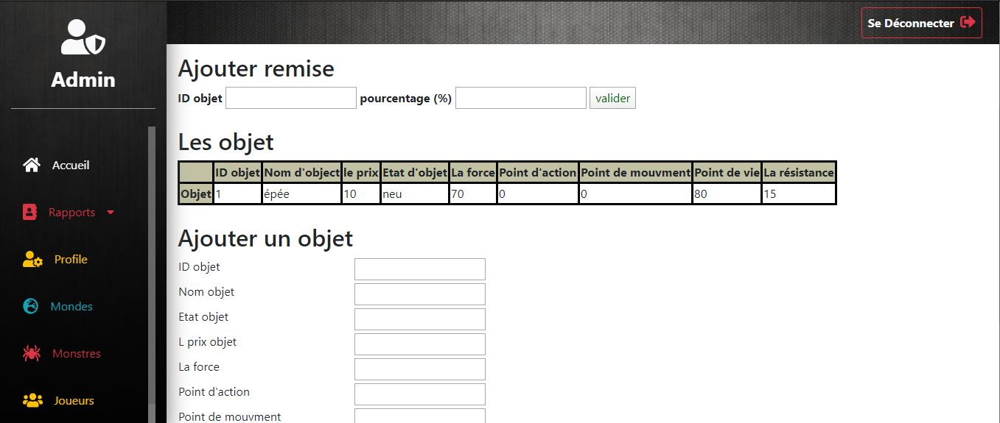 Admin
Accueil
Rapports
Profile
Mondes
Monstres
Joueurs
Se Déconnecter
Ajouter remise
ID objet pourcentage (%) valider
Les objet
ID objet Nom d'object le prix Etat d'objet La force Point d'action Point de mouvment Point de vie La résistance
Objet 1 épée 10 neu 70 0 0 80 15
Ajouter un objet
ID objet
Nom objet
Etat objet
L prix objet
La force
Point d'action
Point de mouvment